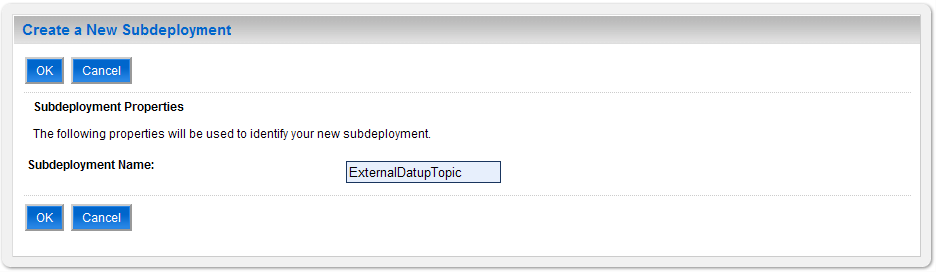 Create a New Subdeployment
OK Cancel
Subdeployment Properties
The following properties will be used to identify your new subdeployment.
Subdeployment Name: ExternalDatupTopic
OK Cancel